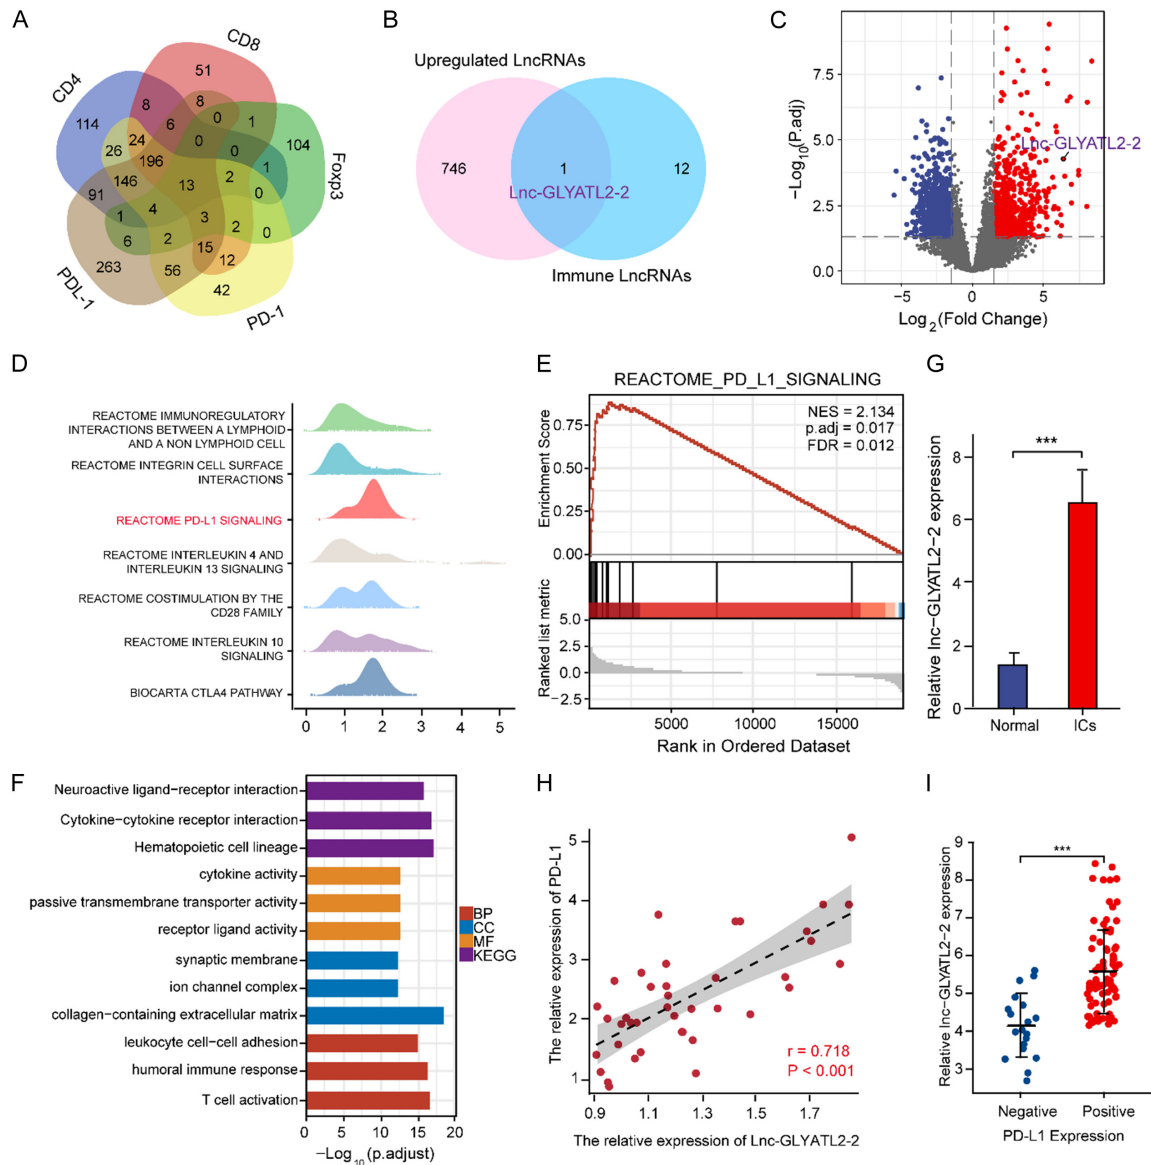 A
CD8
51
CD4
8
8
0
1
114
6
104
24
0
0
Foxp3
26
196
1
146
2
13
0
91
4
3
1
2
0
6
2
15
12
263
56
42
PDL-1
PD-1
B
Upregulated LncRNAs
746
1
12
Lnc-GLYATL2-2
Immune LncRNAs
C
−Log10(P.adj)
7.5
5.0
2.5
0.0
Lnc-GLYATL2-2
−5
0
5
Log2(Fold Change)
D
REACTOME IMMUNOREGULATORY
INTERACTIONS BETWEEN A LYMPHOID
AND A NON LYMPHOID CELL
REACTOME INTEGRIN CELL SURFACE
INTERACTIONS
REACTOME PD-L1 SIGNALING
REACTOME INTERLEUKIN 4 AND
INTERLEUKIN 13 SIGNALING
REACTOME COSTIMULATION BY THE
CD28 FAMILY
REACTOME INTERLEUKIN 10
SIGNALING
BIOCARTA CTLA4 PATHWAY
0 1 2 3 4 5
E
REACTOME_PD_L1_SIGNALING
NES = 2.134
p.adj = 0.017
FDR = 0.012
Enrichment Score
0.75
0.50
0.25
0.00
Ranked list metric
5.0
2.5
0.0
−2.5
5000 10000 15000
Rank in Ordered Dataset
G
Relative lnc−GLYATL2−2 expression
***
8
6
4
2
0
Normal ICs
F
Neuroactive ligand−receptor interaction
Cytokine−cytokine receptor interaction
Hematopoietic cell lineage
cytokine activity
passive transmembrane transporter activity
receptor ligand activity
synaptic membrane
ion channel complex
collagen-containing extracellular matrix
leukocyte cell−cell adhesion
humoral immune response
T cell activation
BP
CC
MF
KEGG
0 5 10 15 20
−Log10(p.adjust)
H
The relative expression of PD-L1
5
4
3
2
1
r = 0.718
P < 0.001
0.9 1.1 1.3 1.5 1.7
The relative expression of Lnc-GLYATL2-2
I
Relative lnc−GLYATL2−2 expression
***
9
8
7
6
5
4
3
Negative Positive
PD-L1 Expression